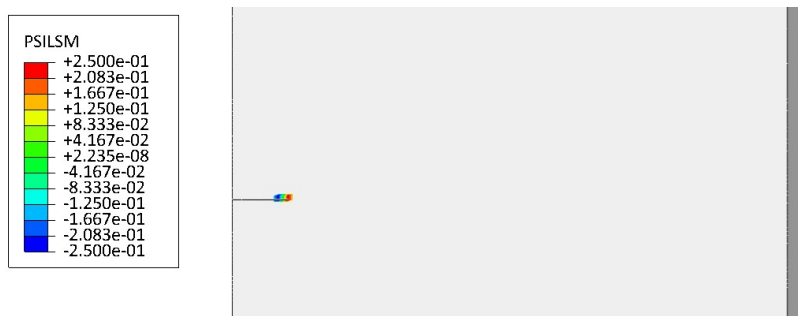 PSILSM
+2.500e-01
+2.083e-01
+1.667e-01
+1.250e-01
+8.333e-02
+4.167e-02
+2.235e-08
-4.167e-02
-8.333e-02
-1.250e-01
-1.667e-01
-2.083e-01
-2.500e-01